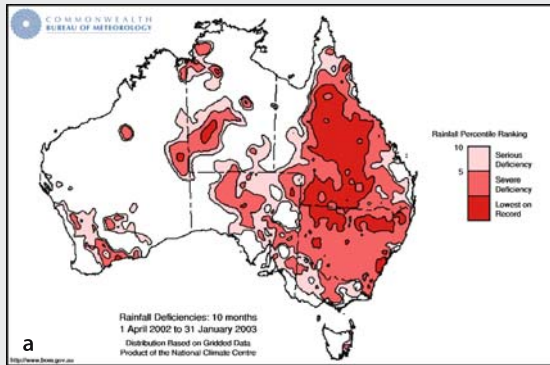 COMMONWEALTH
BUREAU OF METEOROLOGY
Rainfall Percentile Ranking
10
Serious
Deficiency
5
Severe
Deficiency
Lowest on
Record
Rainfall Deficiencies: 10 months
1 April 2002 to 31 January 2003
Distribution Based on Gridded Data
Product of the National Climate Centre
a
http://www.bom.gov.au